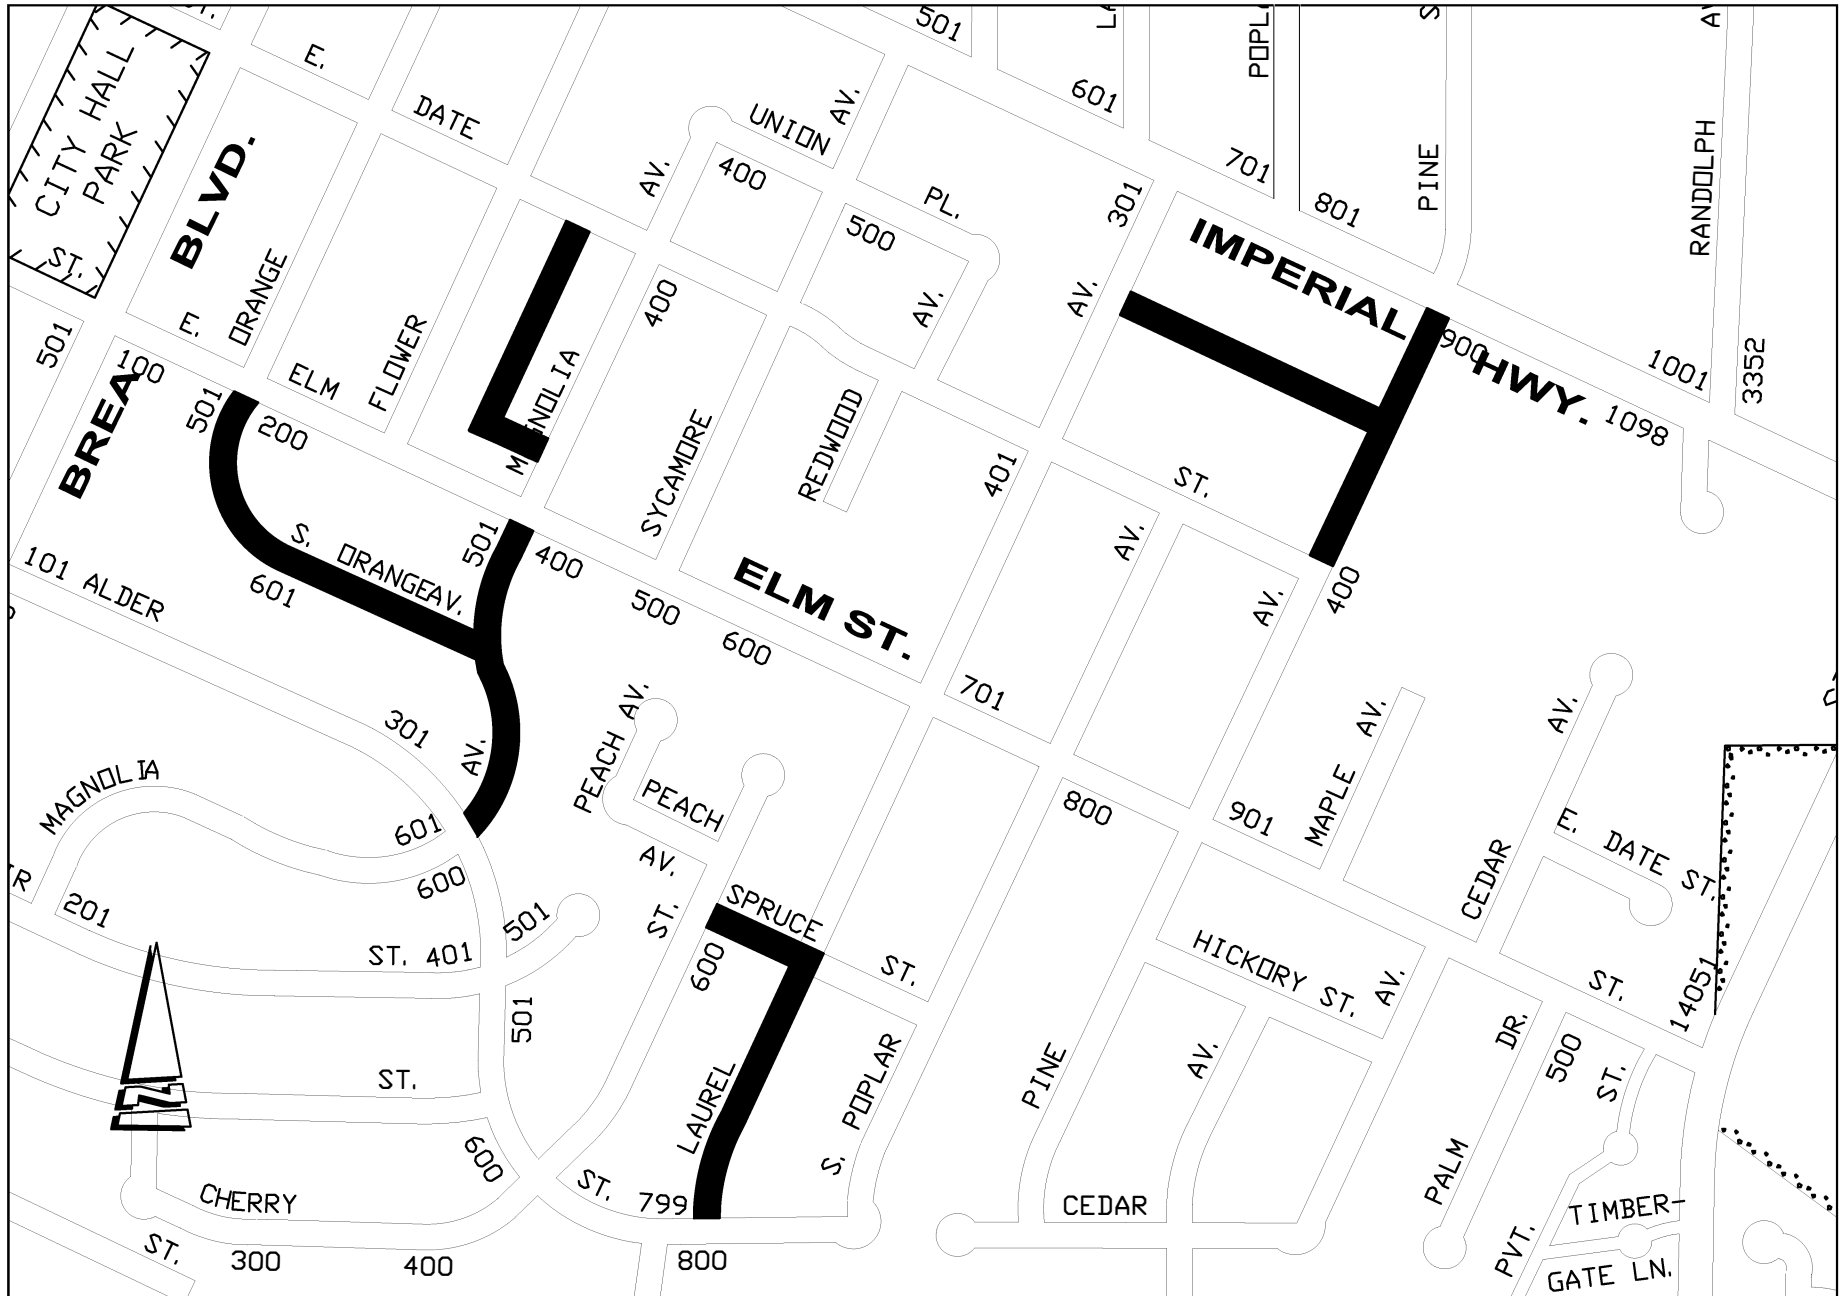 ST.
501
601
701
801
E.
DATE
UNION
AV.
AV.
400
PL.
500
301
PINE
RANDOLPH
CITY HALL
PARK
ST.
BLVD.
IMPERIAL
HWY.
900
1001
1098
3352
E.
ORANGE
FLOWER
ELM
MAGNOLIA
400
AV.
AV.
501
100
BREA
501
200
SYCAMORE
REDWOOD
401
ST.
AV.
AV.
400
101 ALDER
S. ORANGE AV.
601
501
400
500
600
ELM ST.
701
301
AV.
PEACH AV.
PEACH
AV.
800
901
MAPLE AV.
CEDAR AV.
E. DATE ST.
MAGNOLIA
601
600
201
ST. 401
501
501
ST.
SPRUCE
ST.
600
HICKORY ST.
AV.
ST.
14051
LAUREL
S. POPLAR
PINE
AV.
PALM DR.
500
ST.
N
ST.
600
CHERRY
ST.
799
CEDAR
ST.
300
400
800
PVT.
TIMBER-
GATE LN.